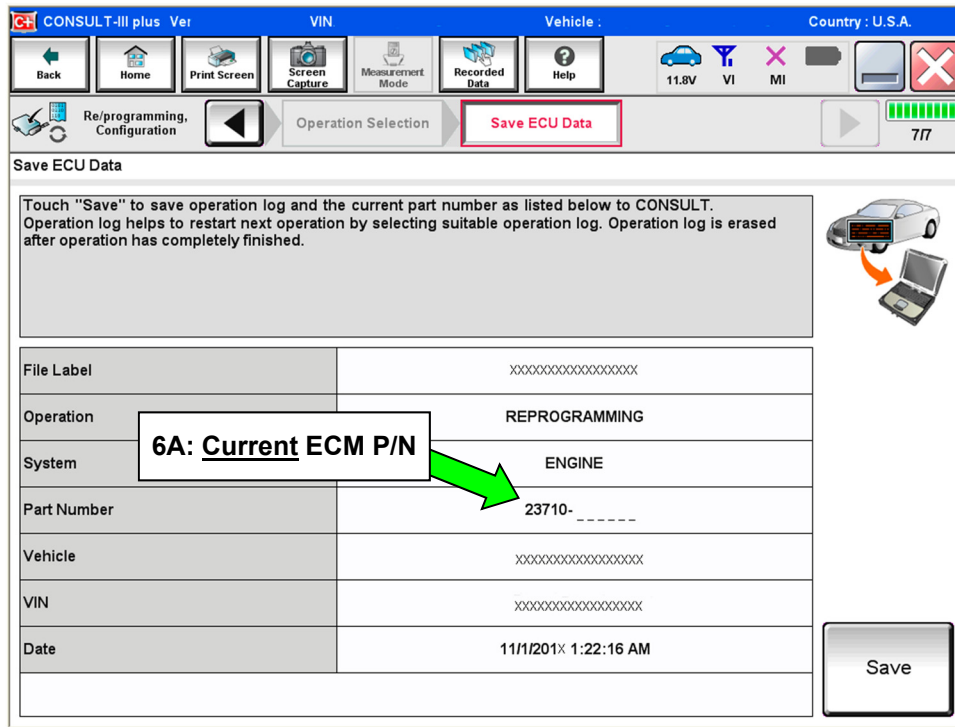 C+ CONSULT-III plus Ver VIN Vehicle : Country : U.S.A.
Back Home Print Screen Screen Capture Measurement Mode Recorded Data Help 11.8V VI MI
Re/programming, Configuration Operation Selection Save ECU Data 7/7
Save ECU Data
Touch "Save" to save operation log and the current part number as listed below to CONSULT.
Operation log helps to restart next operation by selecting suitable operation log. Operation log is erased
after operation has completely finished.
File Label XXXXXXXXXXXXXXXXX
Operation REPROGRAMMING
6A: Current ECM P/N
System ENGINE
Part Number 23710- _ _ _ _ _ _
Vehicle XXXXXXXXXXXXXXXXX
VIN XXXXXXXXXXXXXXXXX
Date 11/1/201X 1:22:16 AM
Save